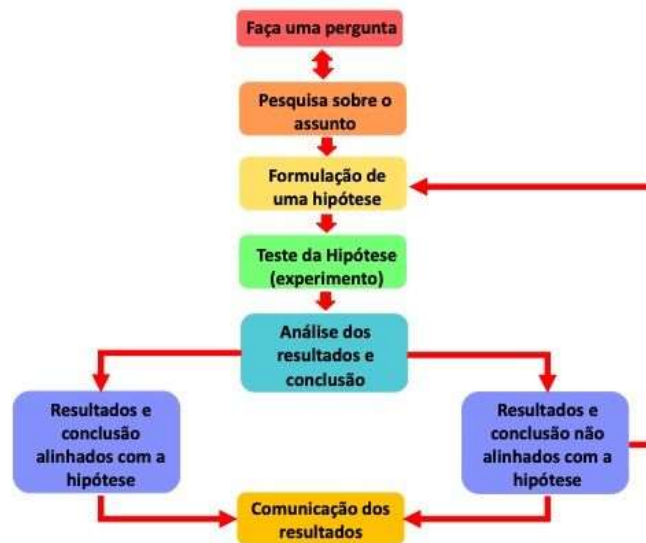 Faça uma pergunta
Pesquisa sobre o
assunto
Formulação de
uma hipótese
Teste da Hipótese
(experimento)
Análise dos
resultados e
conclusão
Resultados e
conclusão
alinhados com a
hipótese
Resultados e
conclusão não
alinhados com a
hipótese
Comunicação dos
resultados